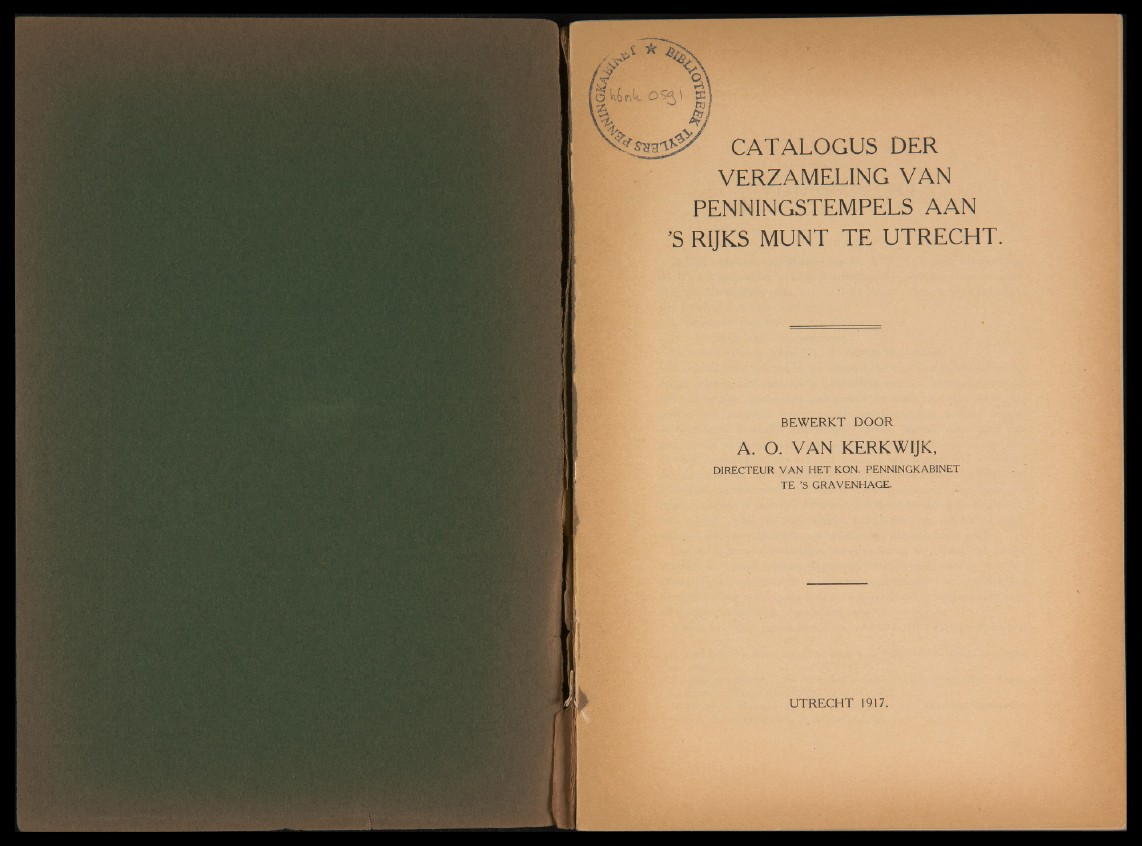 BIBLIOTHEEK TEYLERS PENNINGKABINET
0591
CATALOGUS DER
VERZAMELING VAN
PENNINGSTEMPELS AAN
'S RIJKS MUNT TE UTRECHT.
BEWERKT DOOR
A. O. VAN KERKWIJK,
DIRECTEUR VAN HET KON. PENNINGKABINET
TE 'S GRAVENHAGE.
UTRECHT 1917.